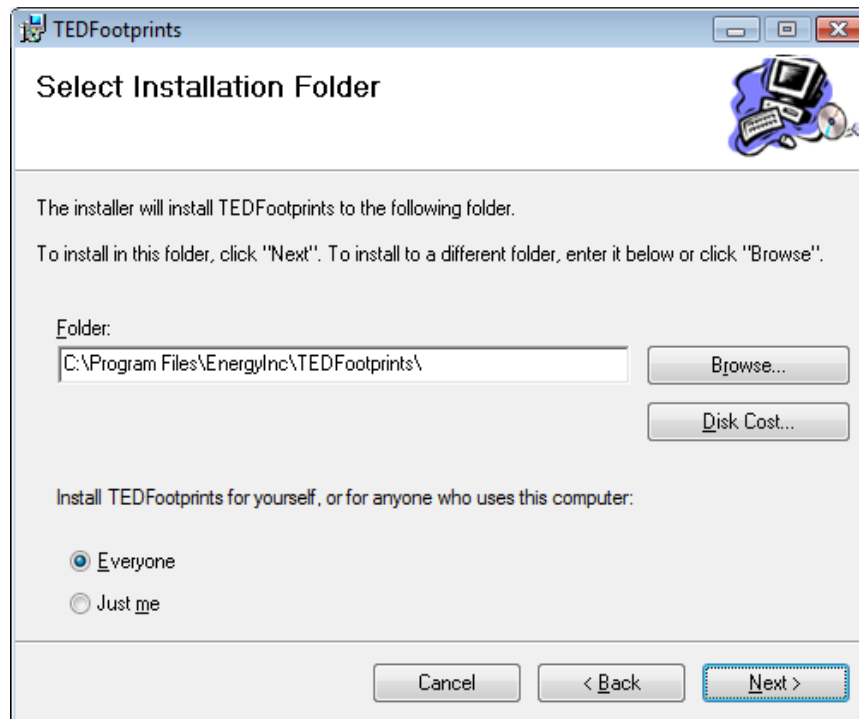 TEDFootprints
Select Installation Folder
The installer will install TEDFootprints to the following folder.
To install in this folder, click "Next". To install to a different folder, enter it below or click "Browse".
Folder:
C:\Program Files\EnergyInc\TEDFootprints\
Browse...
Disk Cost...
Install TEDFootprints for yourself, or for anyone who uses this computer:
Everyone
Just me
Cancel
< Back
Next >